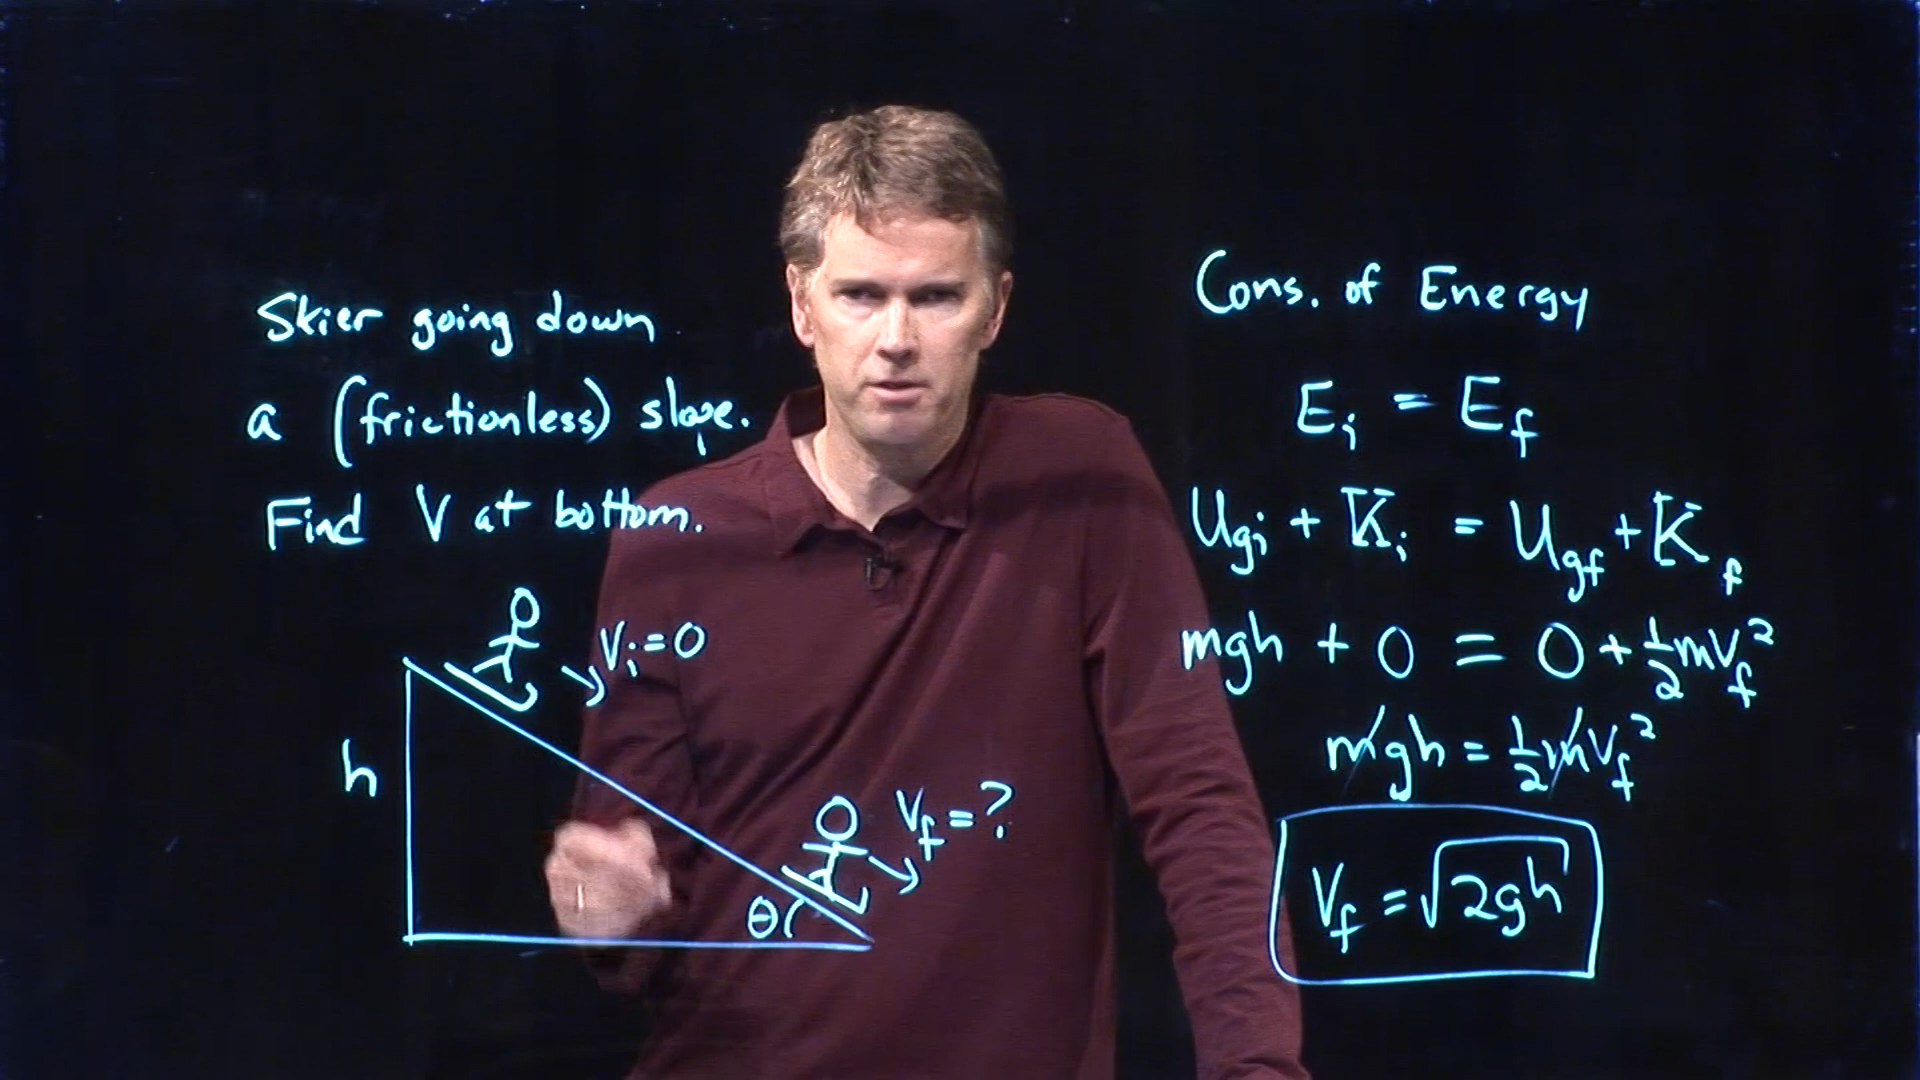 Skier going down
a (frictionless) slope.
Find V at bottom.
Vi=0
h
Vf=?
θ
Cons. of Energy
Ei = Ef
Ugi + Ki = Ugf + Kf
mgh + 0 = 0 + ½mVf²
mgh = ½mVf²
Vf = √2gh